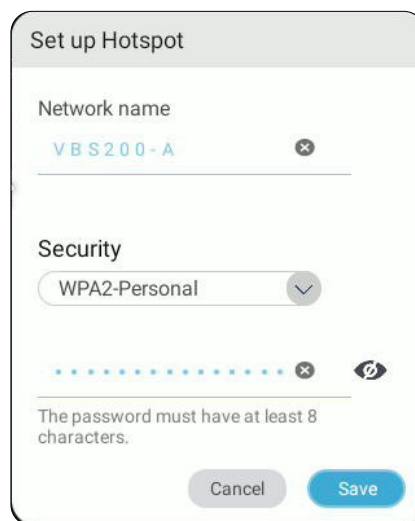 Set up Hotspot
Network name
VBS200-A
Security
WPA2-Personal
•••••••••••••••
The password must have at least 8
characters.
Cancel
Save